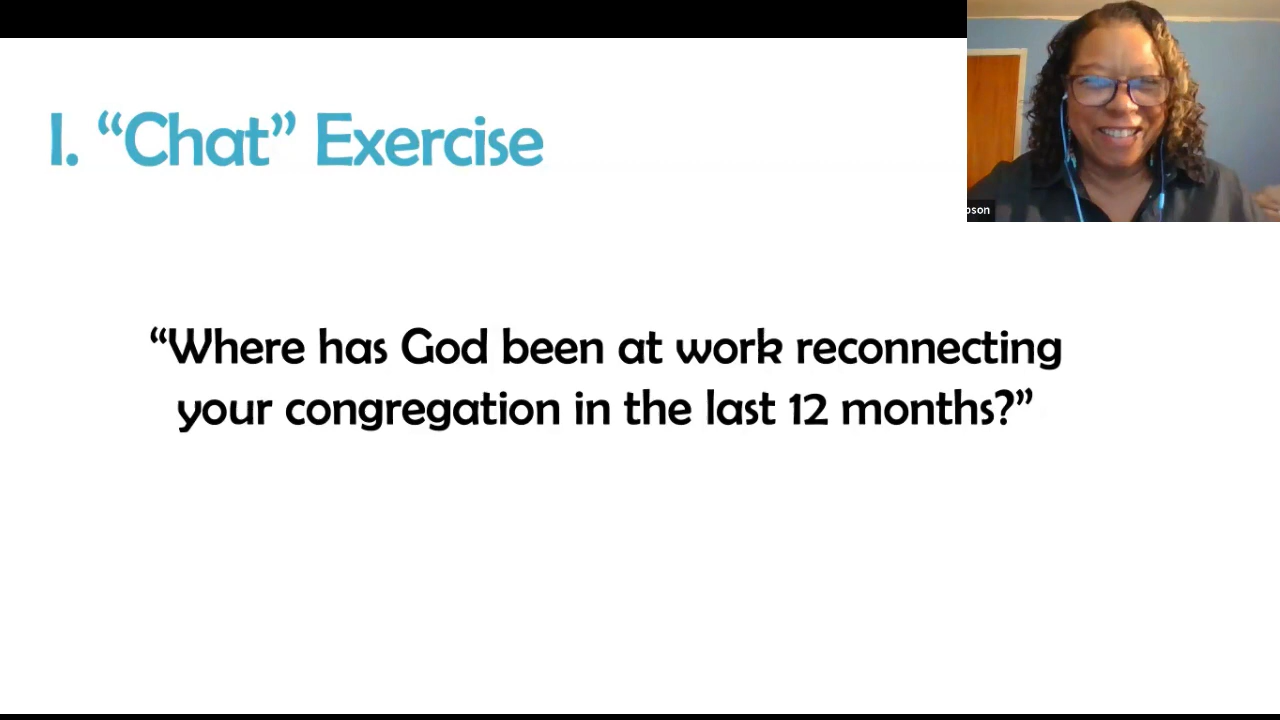 I. “Chat” Exercise
“Where has God been at work reconnecting
your congregation in the last 12 months?”